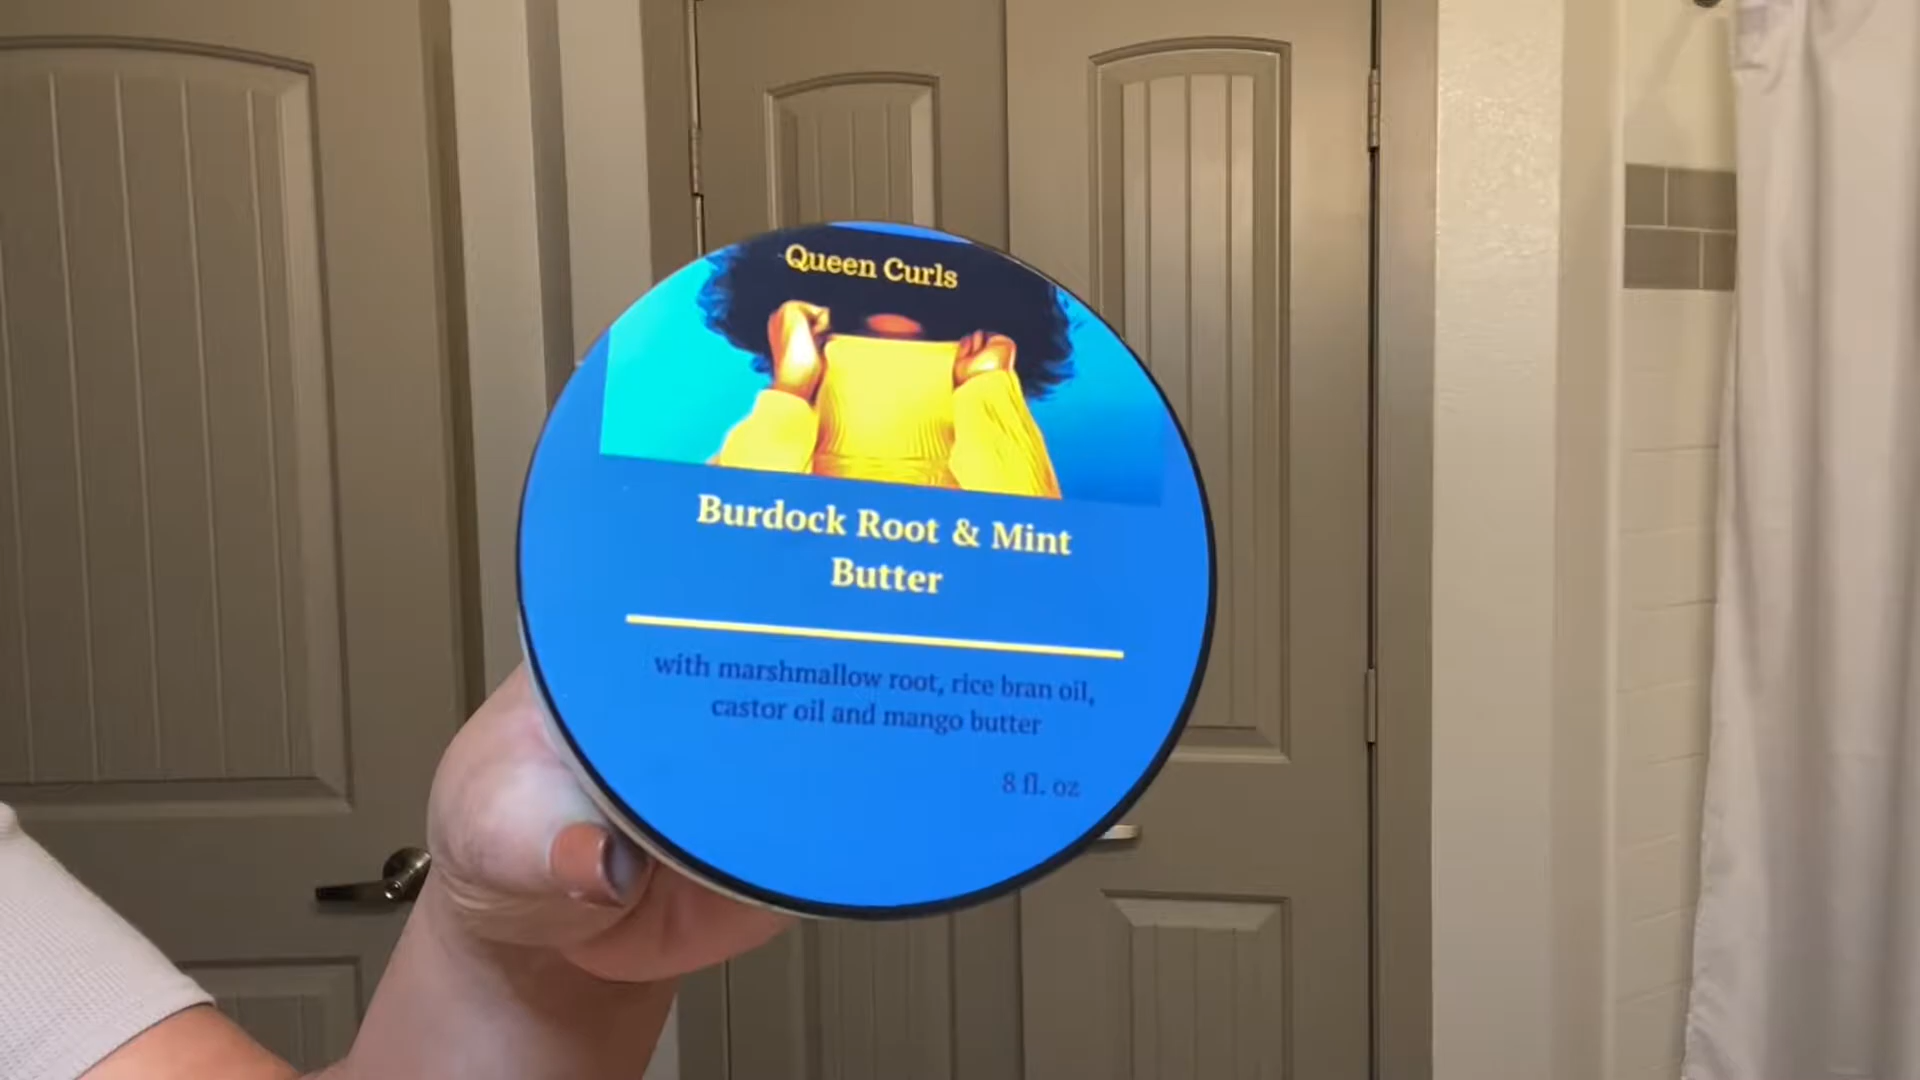 Queen Curls
Burdock Root & Mint
Butter
with marshmallow root, rice bran oil,
castor oil and mango butter
8 fl. oz